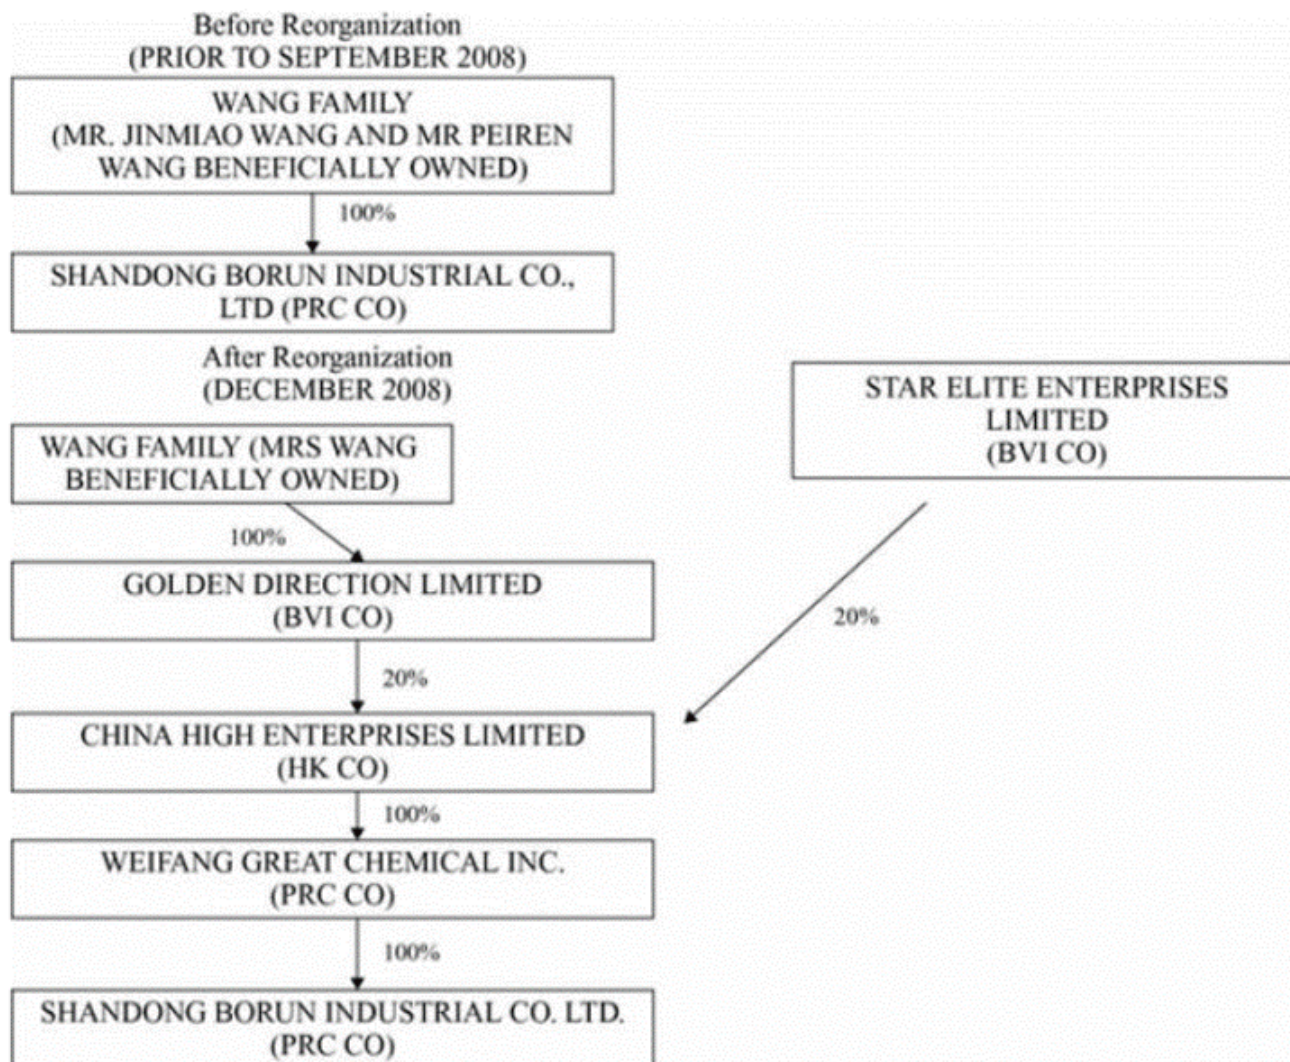 Before Reorganization
(PRIOR TO SEPTEMBER 2008)
WANG FAMILY
(MR. JINMIAO WANG AND MR PEIREN
WANG BENEFICIALLY OWNED)
100%
SHANDONG BORUN INDUSTRIAL CO.,
LTD (PRC CO)
After Reorganization
(DECEMBER 2008)
STAR ELITE ENTERPRISES
LIMITED
(BVI CO)
WANG FAMILY (MRS WANG
BENEFICIALLY OWNED)
100%
GOLDEN DIRECTION LIMITED
(BVI CO)
20%
20%
CHINA HIGH ENTERPRISES LIMITED
(HK CO)
100%
WEIFANG GREAT CHEMICAL INC.
(PRC CO)
100%
SHANDONG BORUN INDUSTRIAL CO. LTD.
(PRC CO)